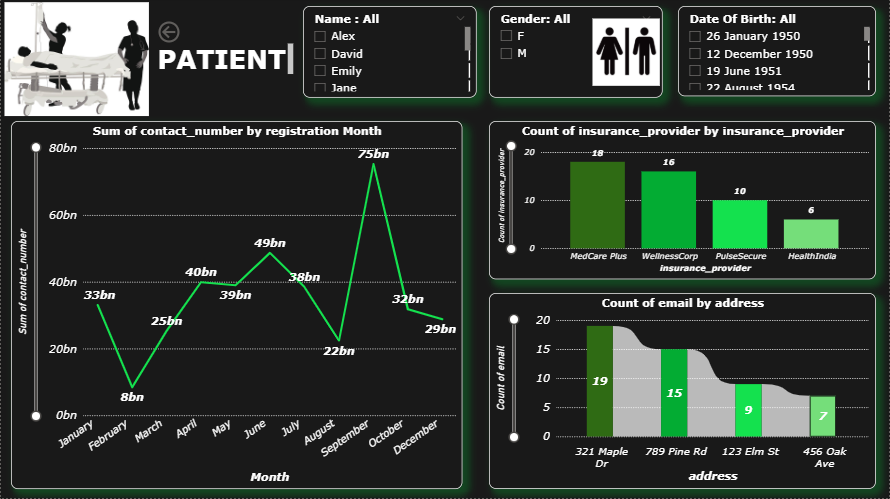 PATIENT
Name : All
Alex
David
Emily
Jane
Gender: All
F
M
Date Of Birth: All
26 January 1950
12 December 1950
19 June 1951
22 August 1954
Sum of contact_number by registration Month
Sum of contact_number
80bn
60bn
40bn
20bn
0bn
33bn
8bn
25bn
40bn
39bn
49bn
38bn
22bn
75bn
32bn
29bn
January
February
March
April
May
June
July
August
September
October
December
Month
Count of insurance_provider by insurance_provider
Count of insurance_provider
20
10
0
18
16
10
6
MedCare Plus
WellnessCorp
PulseSecure
HealthIndia
insurance_provider
Count of email by address
Count of email
20
15
10
5
0
19
15
9
7
321 Maple
Dr
789 Pine Rd
123 Elm St
456 Oak
Ave
address